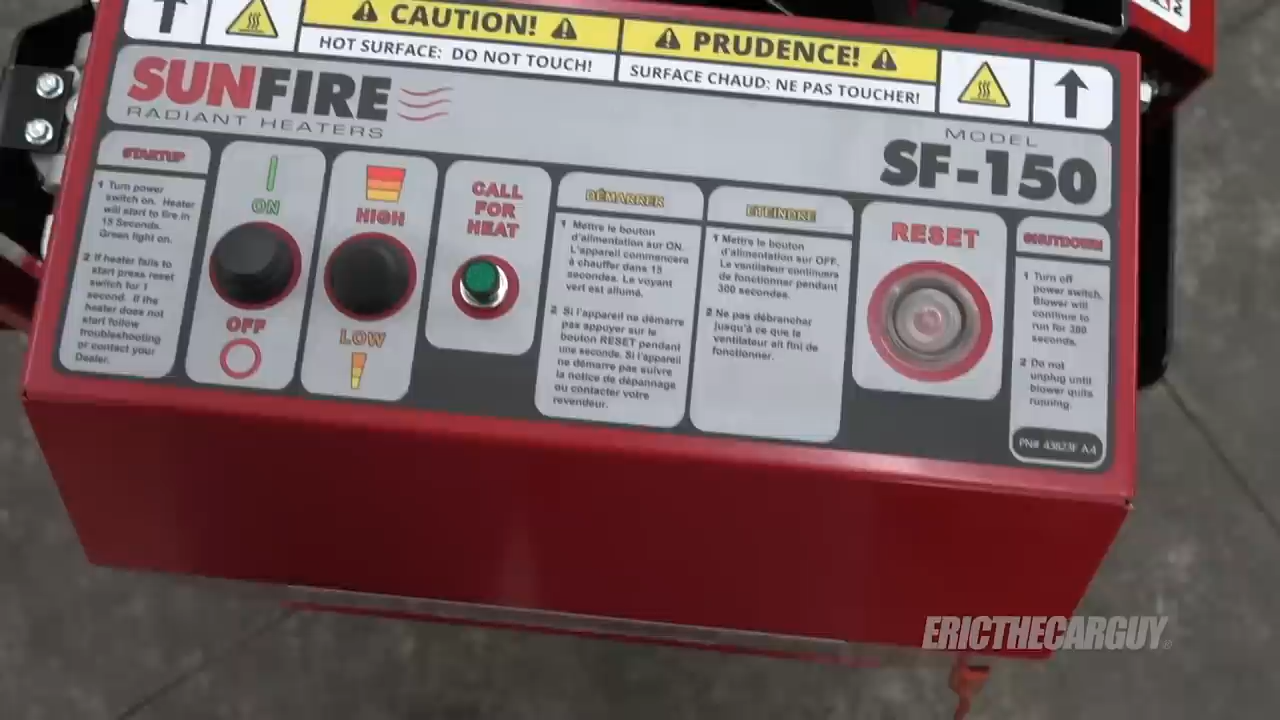 CAUTION!
HOT SURFACE: DO NOT TOUCH!
PRUDENCE!
SURFACE CHAUD: NE PAS TOUCHER!
SUNFIRE
RADIANT HEATERS
MODEL
SF-150
STARTUP
1 Turn power
switch on. Heater
will start to fire in
15 Seconds.
Green light on.
2 If heater fails to
start press reset
switch for 1
second. If the
heater does not
start follow
troubleshooting
or contact your
Dealer.
ON
OFF
HIGH
LOW
CALL
FOR
HEAT
DÉMARRER
1 Mettre le bouton
d'alimentation sur ON.
L'appareil commencera
à chauffer dans 15
secondes. Le voyant
vert est allumé.
2 Si l'appareil ne démarre
pas appuyer sur le
bouton RESET pendant
une seconde. Si l'appareil
ne démarre pas suivre
la notice de dépannage
ou contacter votre
revendeur.
ETEINDRE
1 Mettre le bouton
d'alimentation sur OFF.
Le ventilateur continuera
de fonctionner pendant
300 secondes.
2 Ne pas débrancher
jusqu'à ce que le
ventilateur ait fini de
fonctionner.
RESET
SHUTDOWN
1 Turn off
power switch.
Blower will
continue to
run for 300
seconds.
2 Do not
unplug until
blower quits
running.
PN# 43823F A4
ERICTHECARGUY